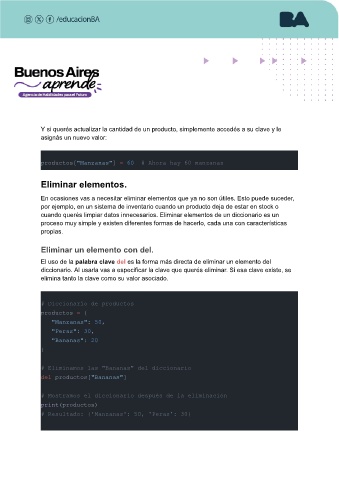 /educacionBA
BA
Buenos Aires
aprende
Agencia de Habilidades para el Futuro
Y si querés actualizar la cantidad de un producto, simplemente accedés a su clave y le
asignás un nuevo valor:
productos["Manzanas"] = 60  # Ahora hay 60 manzanas
Eliminar elementos.
En ocasiones vas a necesitar eliminar elementos que ya no son útiles. Esto puede suceder,
por ejemplo, en un sistema de inventario cuando un producto deja de estar en stock o
cuando querés limpiar datos innecesarios. Eliminar elementos de un diccionario es un
proceso muy simple y existen diferentes formas de hacerlo, cada una con características
propias.
Eliminar un elemento con del.
El uso de la palabra clave del es la forma más directa de eliminar un elemento del
diccionario. Al usarla vas a especificar la clave que querés eliminar. Si esa clave existe, se
elimina tanto la clave como su valor asociado.
# Diccionario de productos
productos = {
"Manzanas": 50,
"Peras": 30,
"Bananas": 20
}
# Eliminamos las "Bananas" del diccionario
del productos["Bananas"]
# Mostramos el diccionario después de la eliminación
print(productos)
# Resultado: {'Manzanas': 50, 'Peras': 30}